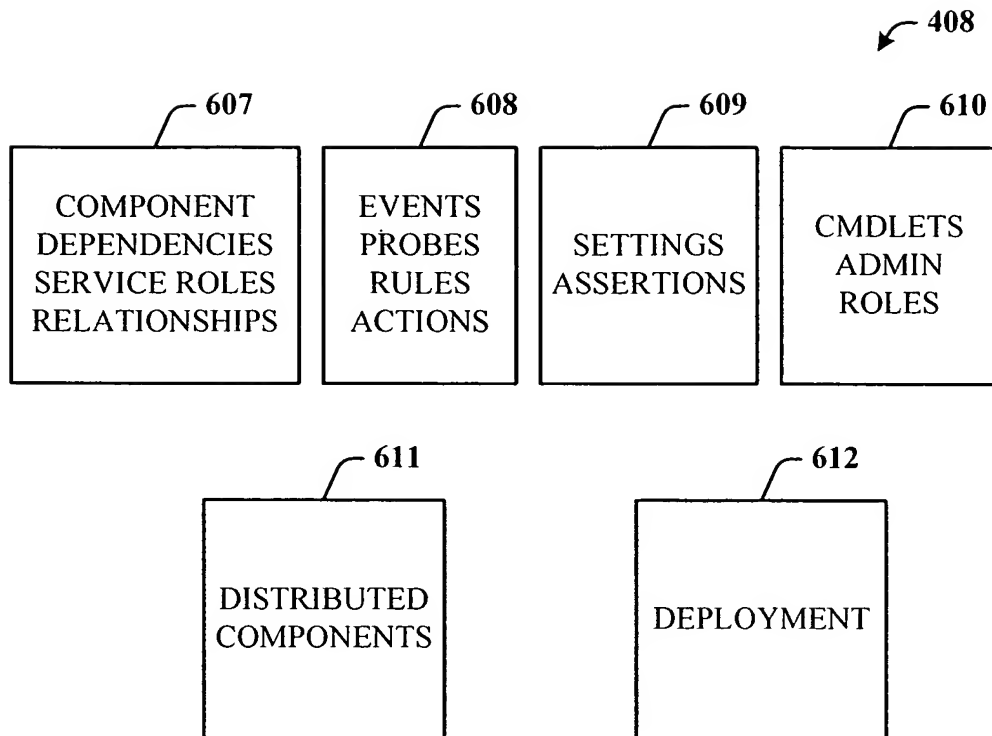 408
607
608
609
610
COMPONENT
DEPENDENCIES
SERVICE ROLES
RELATIONSHIPS
EVENTS
PROBES
RULES
ACTIONS
SETTINGS
ASSERTIONS
CMDLETS
ADMIN
ROLES
611
612
DISTRIBUTED
COMPONENTS
DEPLOYMENT